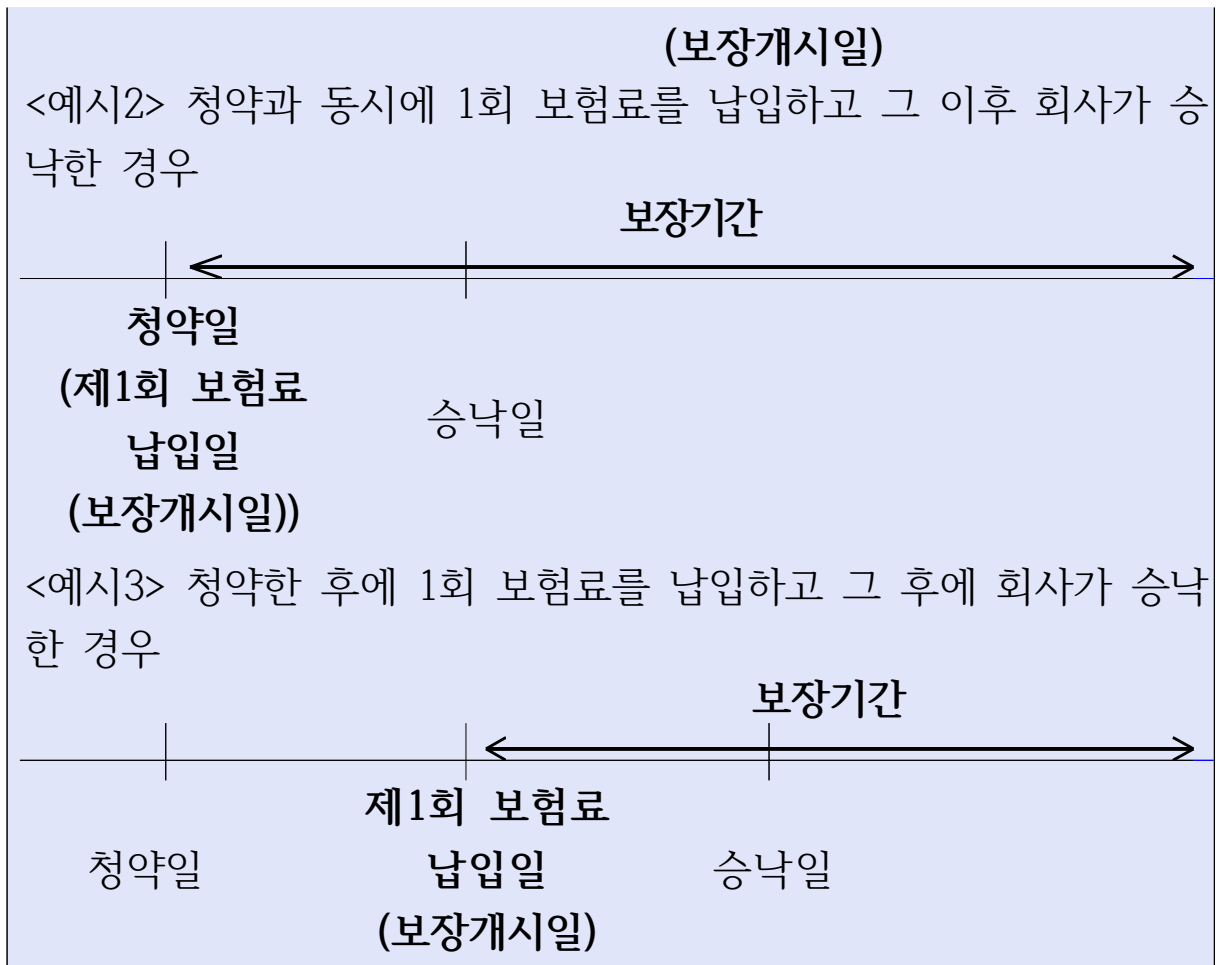 (보장개시일)
<예시2> 청약과 동시에 1회 보험료를 납입하고 그 이후 회사가 승
낙한 경우
보장기간
청약일
(제1회 보험료
납입일
(보장개시일))
승낙일
<예시3> 청약한 후에 1회 보험료를 납입하고 그 후에 회사가 승낙
한 경우
보장기간
청약일
제1회 보험료
납입일
(보장개시일)
승낙일